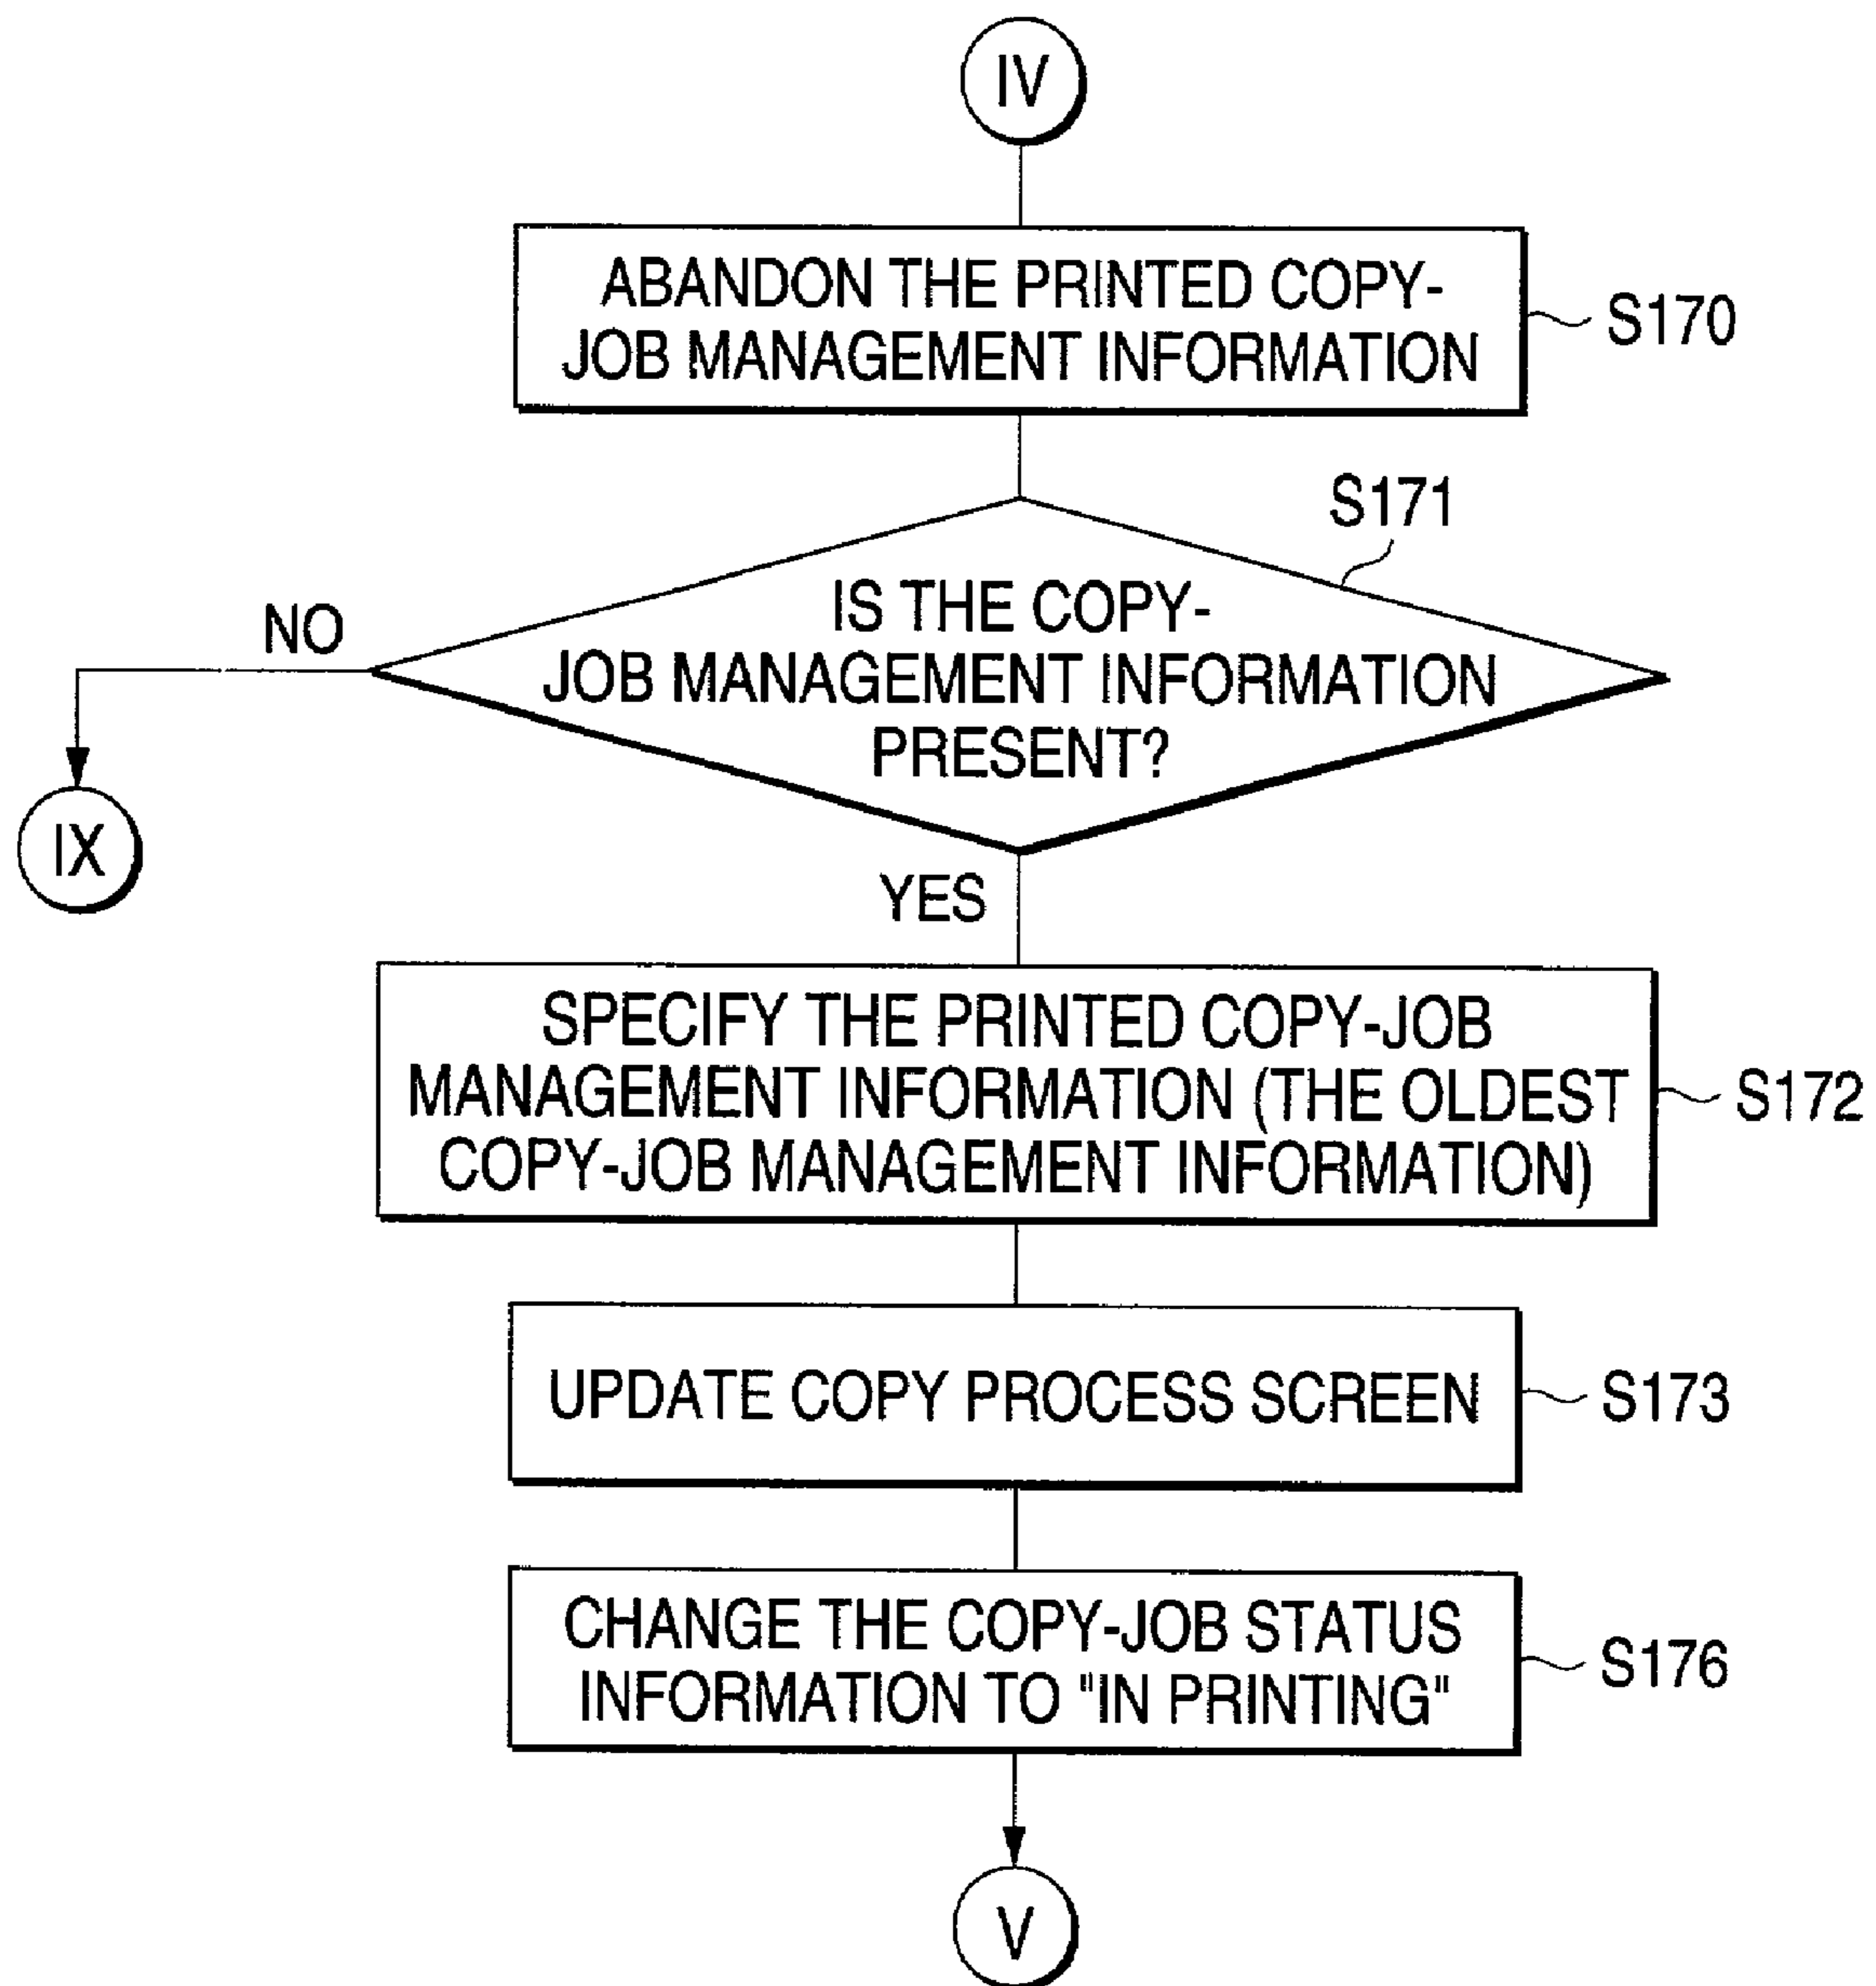 IV
ABANDON THE PRINTED COPY-
JOB MANAGEMENT INFORMATION
S170
S171
IS THE COPY-
JOB MANAGEMENT INFORMATION
PRESENT?
NO
IX
YES
SPECIFY THE PRINTED COPY-JOB
MANAGEMENT INFORMATION (THE OLDEST
COPY-JOB MANAGEMENT INFORMATION)
S172
UPDATE COPY PROCESS SCREEN
S173
CHANGE THE COPY-JOB STATUS
INFORMATION TO "IN PRINTING"
S176
V